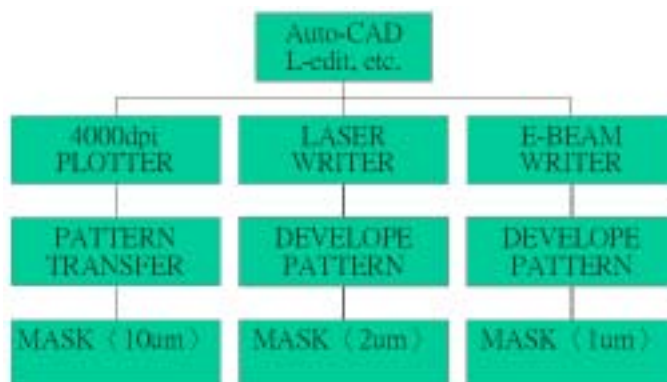 Auto-CAD
L-edit, etc.
4000dpi
PLOTTER
LASER
WRITER
E-BEAM
WRITER
PATTERN
TRANSFER
DEVELOPE
PATTERN
DEVELOPE
PATTERN
MASK（10um）
MASK（2um）
MASK（1um）